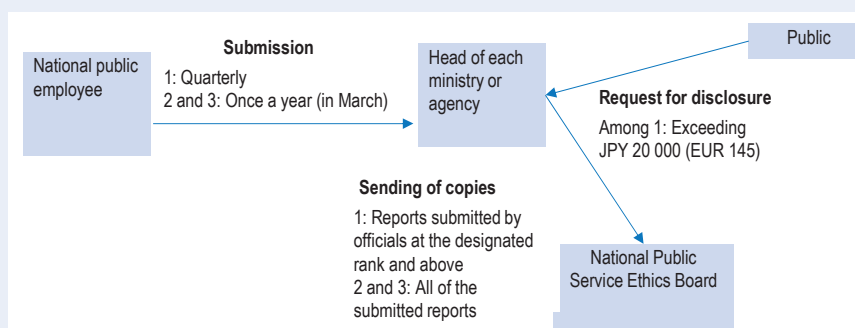 National public
employee
Submission
1: Quarterly
2 and 3: Once a year (in March)
Head of each
ministry or
agency
Public
Request for disclosure
Among 1: Exceeding
JPY 20 000 (EUR 145)
Sending of copies
1: Reports submitted by
officials at the designated
rank and above
2 and 3: All of the
submitted reports
National Public
Service Ethics Board